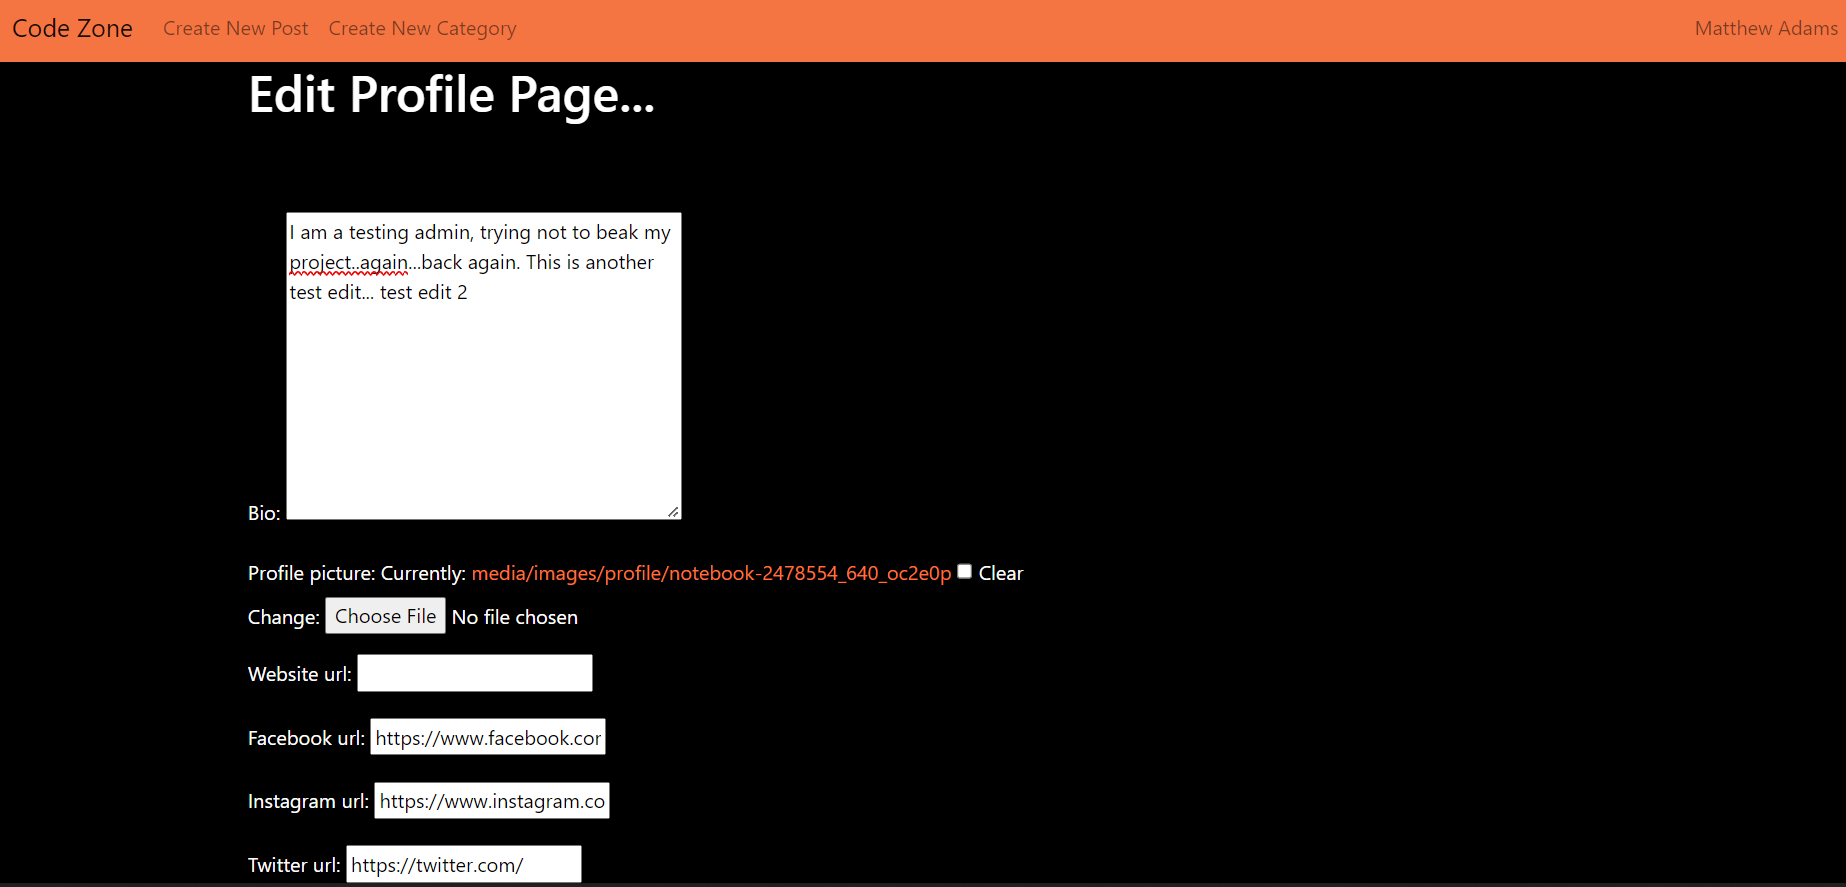 Code Zone Create New Post Create New Category Matthew Adams
Edit Profile Page...
I am a testing admin, trying not to beak my
project..again...back again. This is another
test edit... test edit 2
Bio:
Profile picture: Currently: media/images/profile/notebook-2478554_640_oc2e0p Clear
Change: Choose File No file chosen
Website url:
Facebook url: https://www.facebook.cor
Instagram url: https://www.instagram.co
Twitter url: https://twitter.com/